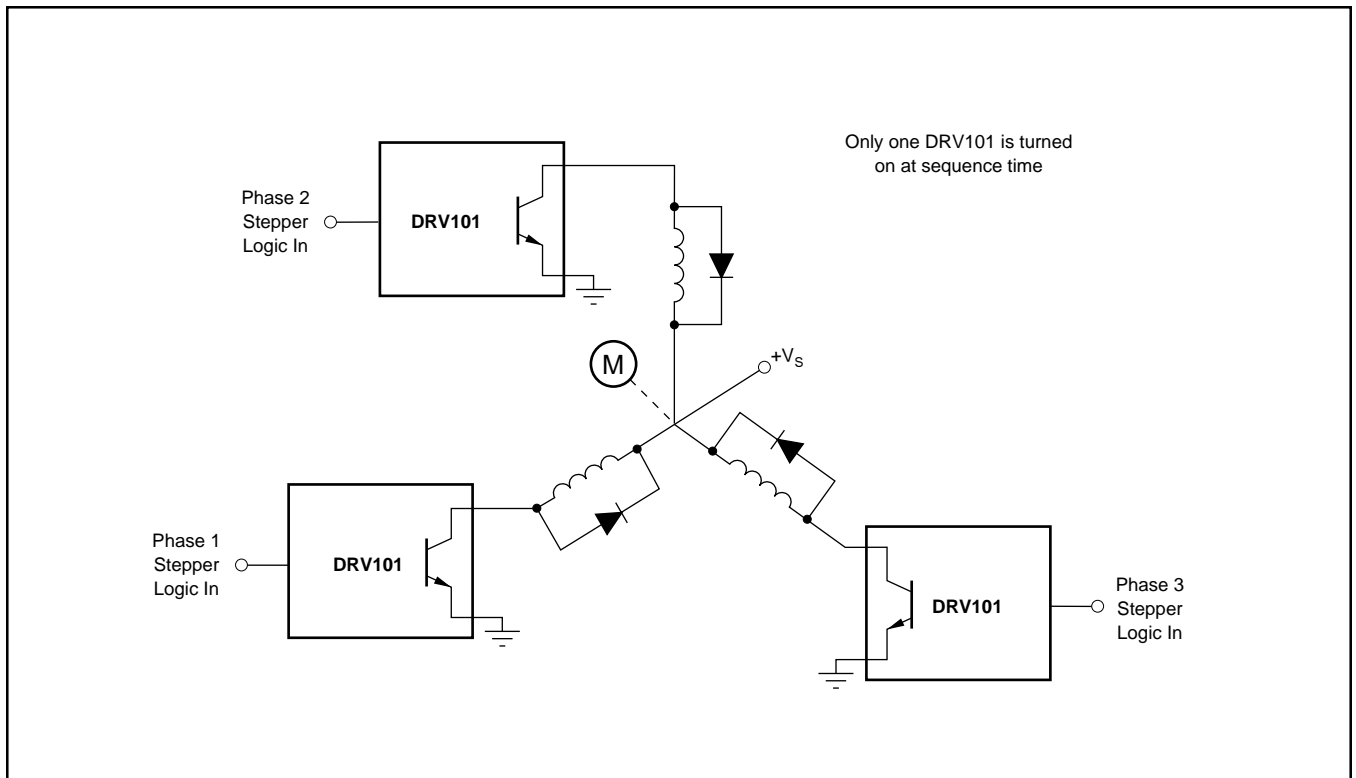 Only one DRV101 is turned
on at sequence time
Phase 2
Stepper
Logic In
DRV101
M
+VS
Phase 1
Stepper
Logic In
DRV101
DRV101
Phase 3
Stepper
Logic In